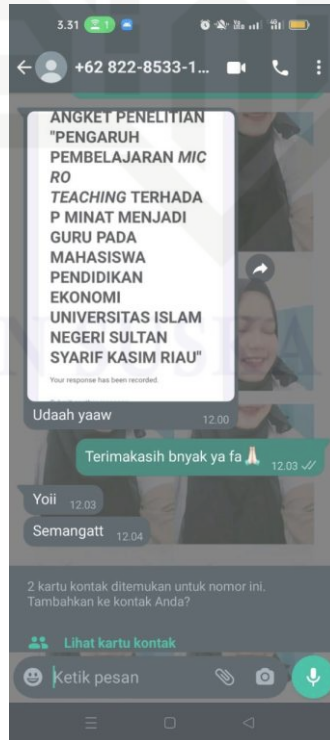 3.31
+62 822-8533-1...
ANGKET PENELITIAN
"PENGARUH
PEMBELAJARAN MIC
RO
TEACHING TERHADA
P MINAT MENJADI
GURU PADA
MAHASISWA
PENDIDIKAN
EKONOMI
UNIVERSITAS ISLAM
NEGERI SULTAN
SYARIF KASIM RIAU"
Your response has been recorded.
Udaah yaaw 12.00
Terimakasih bnyak ya fa🙏🏻 12.03
Yoii 12.03
Semangatt 12.04
2 kartu kontak ditemukan untuk nomor ini.
Tambahkan ke kontak Anda?
Lihat kartu kontak
Ketik pesan